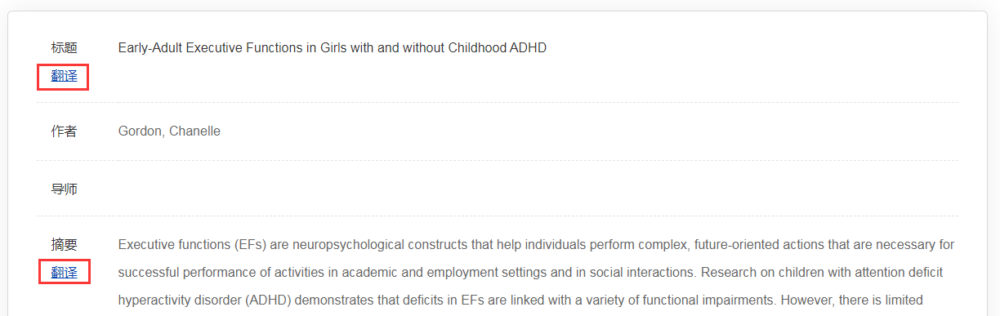 标题 Early-Adult Executive Functions in Girls with and without Childhood ADHD
翻译
作者 Gordon, Chanelle
导师
摘要 Executive functions (EFs) are neuropsychological constructs that help individuals perform complex, future-oriented actions that are necessary for
翻译 successful performance of activities in academic and employment settings and in social interactions. Research on children with attention deficit
hyperactivity disorder (ADHD) demonstrates that deficits in EFs are linked with a variety of functional impairments. However, there is limited